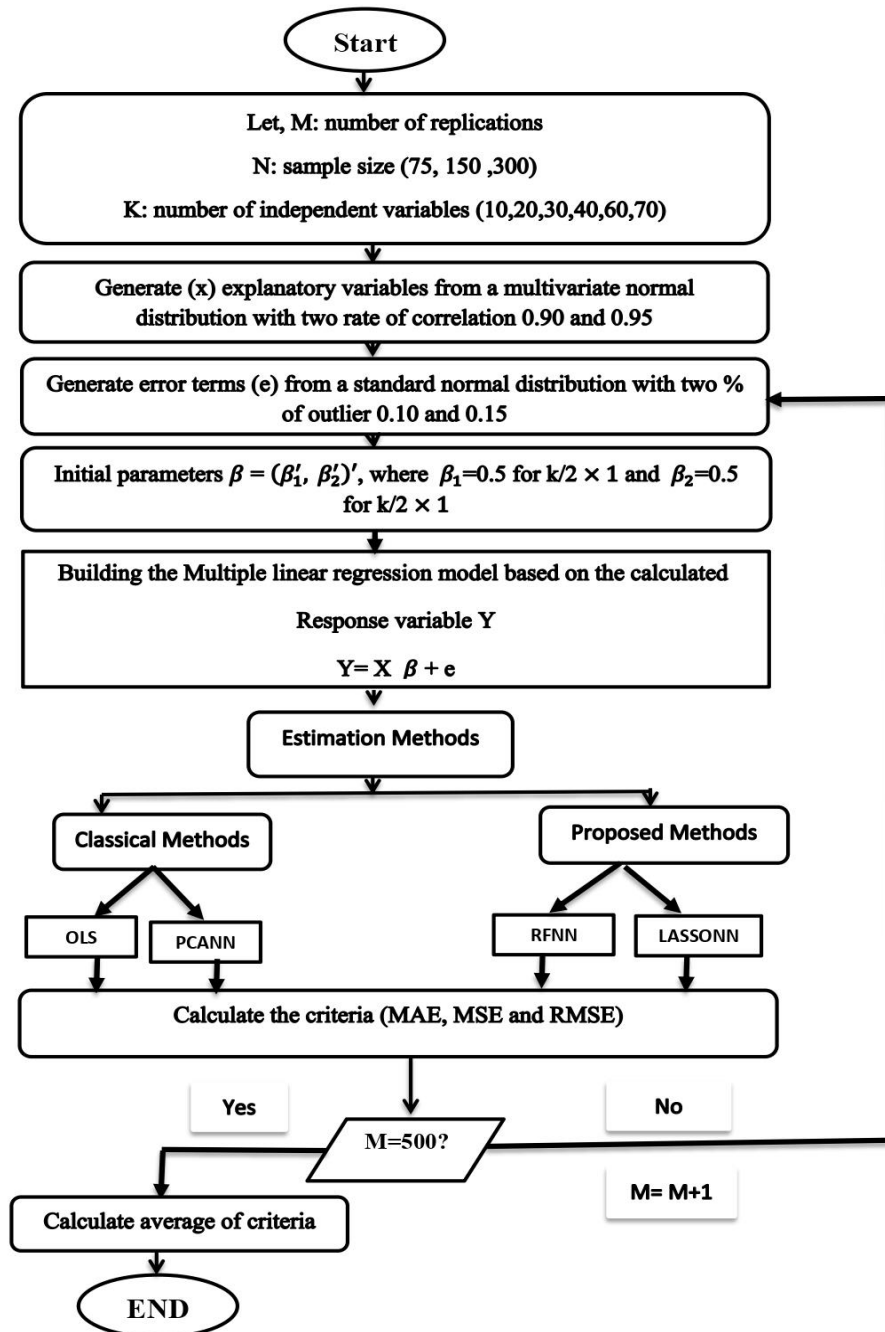 Start
Let, M: number of replications
N: sample size (75, 150 ,300)
K: number of independent variables (10,20,30,40,60,70)
Generate (x) explanatory variables from a multivariate normal
distribution with two rate of correlation 0.90 and 0.95
Generate error terms (e) from a standard normal distribution with two %
of outlier 0.10 and 0.15
Initial parameters β = (β₁′, β₂′)′, where β₁=0.5 for k/2 × 1 and β₂=0.5
for k/2 × 1
Building the Multiple linear regression model based on the calculated
Response variable Y
Y= X β + e
Estimation Methods
Classical Methods
Proposed Methods
OLS
PCANN
RFNN
LASSONN
Calculate the criteria (MAE, MSE and RMSE)
Yes
No
M=500?
M= M+1
Calculate average of criteria
END